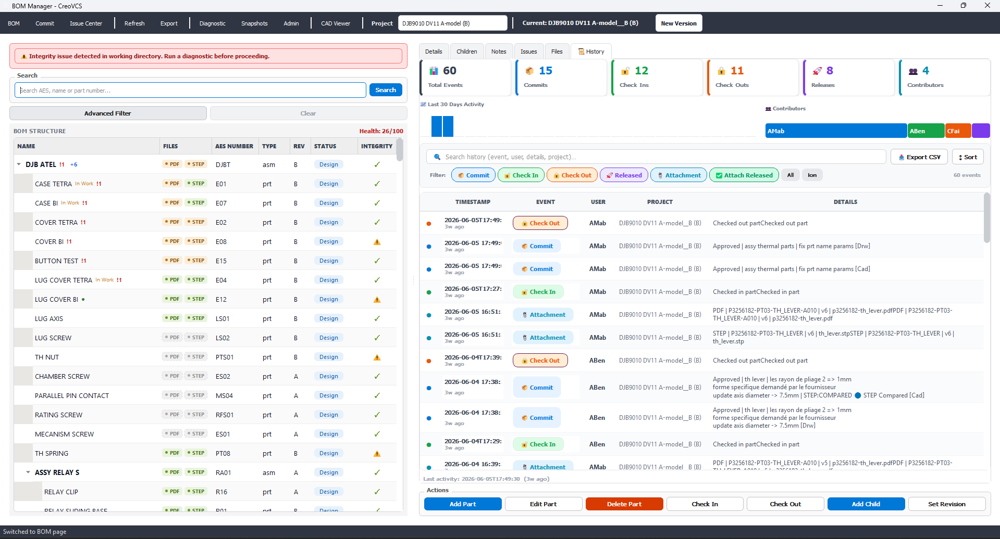 BOM Manager - CreoVCS
BOM Commit Issue Center Refresh Export Diagnostic Snapshots Admin CAD Viewer Project DJB9010 DV11 A-model (B) Current: DJB9010 DV11 A-model__B (B) New Version
Integrity issue detected in working directory. Run a diagnostic before proceeding.
Search
Search AES, name or part number... Search
Advanced Filter Clear
BOM STRUCTURE Health: 26/100
NAME FILES AES NUMBER TYPE REV STATUS INTEGRITY
DJB ATEL !1 +6 PDF STEP DJBT asm B Design ✓
CASE TETRA In Work !1 PDF STEP E01 prt B Design ✓
CASE BI In Work !1 PDF STEP E07 prt B Design ✓
COVER TETRA !1 PDF STEP E02 prt B Design ✓
COVER BI !1 PDF STEP E08 prt B Design
BUTTON TEST !1 PDF STEP E15 prt B Design ✓
LUG COVER TETRA In Work !1 PDF STEP E04 prt B Design ✓
LUG COVER BI PDF STEP E12 prt B Design
LUG AXIS PDF STEP LS01 prt B Design ✓
LUG SCREW PDF STEP LS02 prt B Design ✓
TH NUT PDF STEP PTS01 prt B Design
CHAMBER SCREW PDF STEP ES02 prt A Design ✓
PARALLEL PIN CONTACT PDF STEP MS04 prt A Design ✓
RATING SCREW PDF STEP RFS01 prt A Design ✓
MECANISM SCREW PDF STEP ES01 prt A Design ✓
TH SPRING PDF STEP PT08 prt B Design
ASSY RELAY S PDF STEP RA01 asm A Design ✓
RELAY CLIP PDF STEP R16 prt A Design ✓
RELAY SLIDING BASE PDF STEP R01 prt A Design
Details Children Notes Issues Files History
60 15 12 11 8 4
Total Events Commits Check Ins Check Outs Releases Contributors
Last 30 Days Activity Contributors
AMab ABen CFai
Search history (event, user, details, project)... Export CSV Sort
Filter: Commit Check In Check Out Released Attachment Attach Released All Ion 60 events
TIMESTAMP EVENT USER PROJECT DETAILS
2026-06-05T17:49: Check Out AMab DJB9010 DV11 A-model__B (B) Checked out partChecked out part
3w ago
2026-06-05 17:49: Commit AMab DJB9010 DV11 A-model__B (B) Approved | assy thermal parts | fix prt name params [Drw]
3w ago
2026-06-05 17:49: Commit AMab DJB9010 DV11 A-model__B (B) Approved | assy thermal parts | fix prt name params [Cad]
3w ago
2026-06-05T17:27: Check In AMab DJB9010 DV11 A-model__B (B) Checked in partChecked in part
3w ago
2026-06-05 16:51: Attachment AMab DJB9010 DV11 A-model__B (B) PDF | P3256182-PT03-TH_LEVER-A010 | v6 | p3256182-th_lever.pdfPDF | P3256182-PT03-
3w ago TH_LEVER-A010 | v6 | p3256182-th_lever.pdf
2026-06-05 16:51: Attachment AMab DJB9010 DV11 A-model__B (B) STEP | P3256182-PT03-TH_LEVER | v6 | th_lever.stpSTEP | P3256182-PT03-TH_LEVER | v6 |
3w ago th_lever.stp
2026-06-04T17:39: Check Out ABen DJB9010 DV11 A-model__B (B) Checked out partChecked out part
3w ago
2026-06-04 17:38: Commit ABen DJB9010 DV11 A-model__B (B) Approved | th lever | les rayon de pliage 2 => 1mm
forme specifique demandé par le fournisseur
3w ago update axis diameter -> 7.5mm | STEP:COMPARED STEP Compared [Cad]
2026-06-04 17:38: Commit ABen DJB9010 DV11 A-model__B (B) Approved | th lever | les rayon de pliage 2 => 1mm
forme specifique demandé par le fournisseur
3w ago update axis diameter -> 7.5mm [Drw]
2026-06-04T17:29: Check In ABen DJB9010 DV11 A-model__B (B) Checked in partChecked in part
3w ago
2026-06-04 16:39: Attachment AMab DJB9010 DV11 A-model__B (B) PDF | P3256182-PT03-TH_LEVER-A010 | v5 | p3256182-th_lever.pdfPDF | P3256182-PT03-
3w ago
Last activity: 2026-06-05T17:49:30 (3w ago)
Actions
Add Part Edit Part Delete Part Check In Check Out Add Child Set Revision
Switched to BOM page